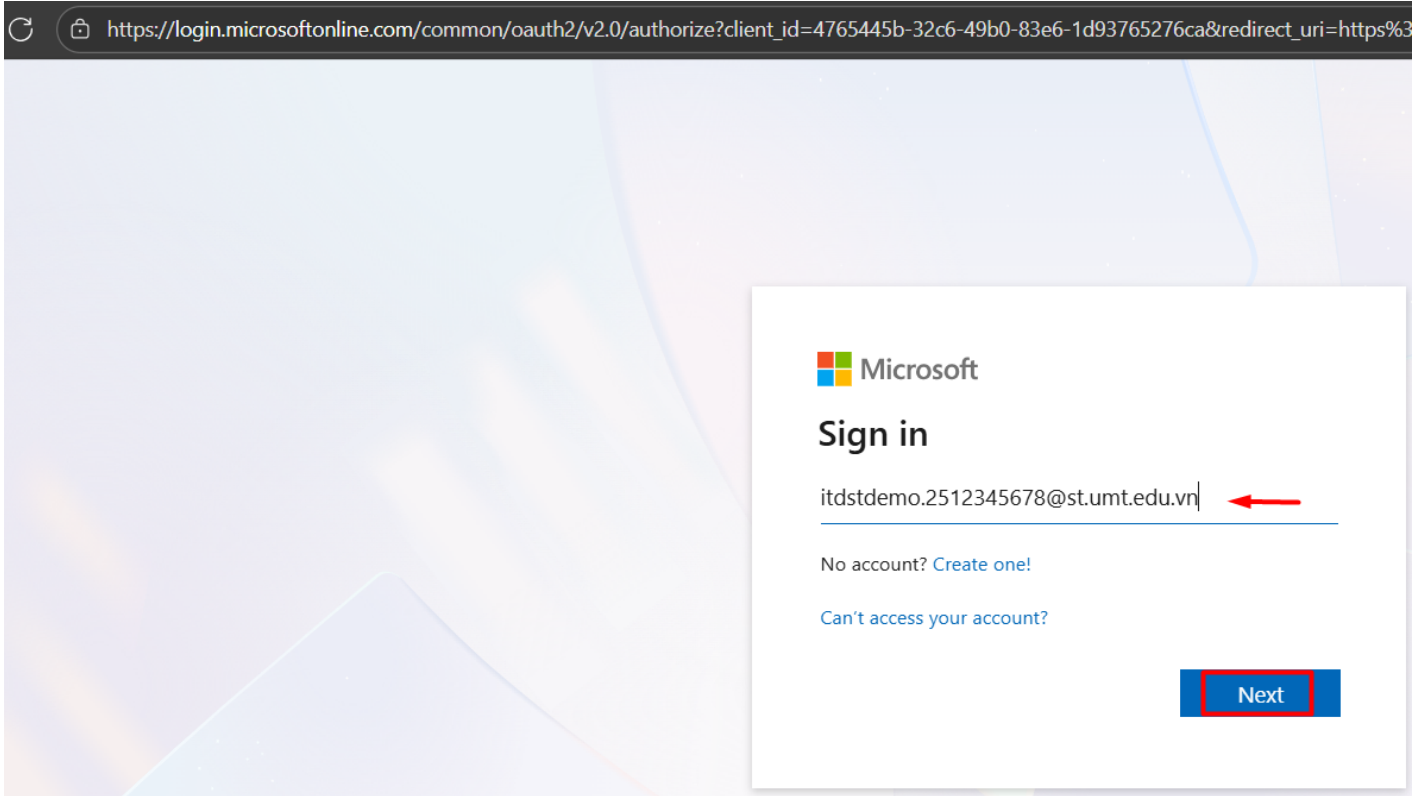 https://login.microsoftonline.com/common/oauth2/v2.0/authorize?client_id=4765445b-32c6-49b0-83e6-1d93765276ca&redirect_uri=https%3
Microsoft
Sign in
itdstdemo.2512345678@st.umt.edu.vn
No account? Create one!
Can't access your account?
Next